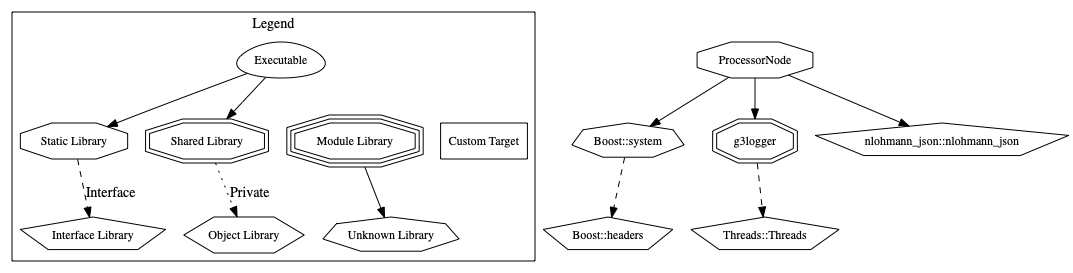 Legend
Executable
ProcessorNode
Static Library
Shared Library
Module Library
Custom Target
Boost::system
g3logger
nlohmann_json::nlohmann_json
Interface
Private
Interface Library
Object Library
Unknown Library
Boost::headers
Threads::Threads